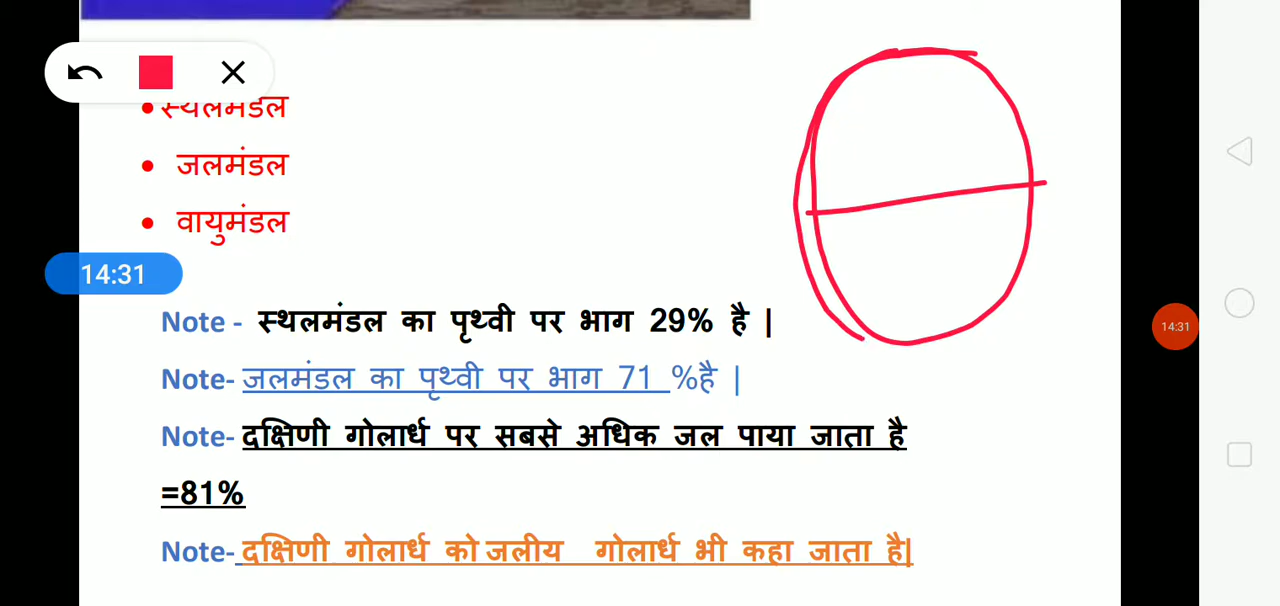 • स्थलमंडल
• जलमंडल
• वायुमंडल
14:31
Note - स्थलमंडल का पृथ्वी पर भाग 29% है |
14:31
Note- जलमंडल का पृथ्वी पर भाग 71 %है |
Note- दक्षिणी गोलार्ध पर सबसे अधिक जल पाया जाता है
=81%
Note- दक्षिणी गोलार्ध को जलीय गोलार्ध भी कहा जाता है|